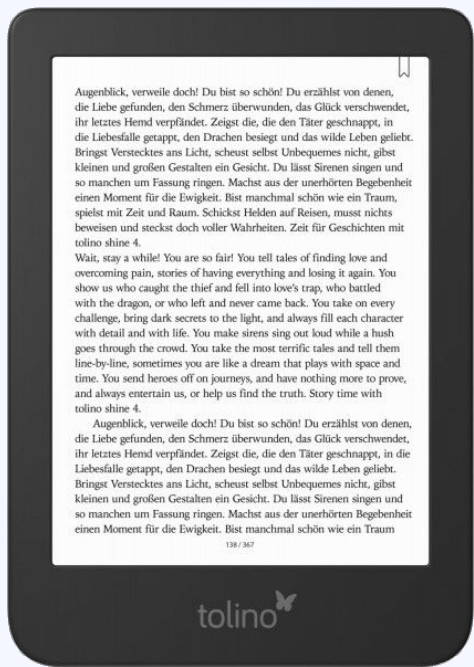 Augenblick, verweile doch! Du bist so schön! Du erzählst von denen,
die Liebe gefunden, den Schmerz überwunden, das Glück verschwendet,
ihr letztes Hemd verpfändet. Zeigst die, die den Täter geschnappt, in
die Liebesfalle getappt, den Drachen besiegt und das wilde Leben geliebt.
Bringst Verstecktes ans Licht, scheust selbst Unbequemes nicht, gibst
kleinen und großen Gestalten ein Gesicht. Du lässt Sirenen singen und
so manchen um Fassung ringen. Machst aus der unerhörten Begebenheit
einen Moment für die Ewigkeit. Bist manchmal schön wie ein Traum,
spielst mit Zeit und Raum. Schickst Helden auf Reisen, musst nichts
beweisen und steckst doch voller Wahrheiten. Zeit für Geschichten mit
tolino shine 4.
Wait, stay a while! You are so fair! You tell tales of finding love and
overcoming pain, stories of having everything and losing it again. You
show us who caught the thief and fell into love's trap, who battled
with the dragon, or who left and never came back. You take on every
challenge, bring dark secrets to the light, and always fill each character
with detail and with life. You make sirens sing out loud while a hush
goes through the crowd. You take the most terrific tales and tell them
line-by-line, sometimes you are like a dream that plays with space and
time. You send heroes off on journeys, and have nothing more to prove,
and always entertain us, or help us find the truth. Story time with
tolino shine 4.
Augenblick, verweile doch! Du bist so schön! Du erzählst von denen,
die Liebe gefunden, den Schmerz überwunden, das Glück verschwendet,
ihr letztes Hemd verpfändet. Zeigst die, die den Täter geschnappt, in die
Liebesfalle getappt, den Drachen besiegt und das wilde Leben geliebt.
Bringst Verstecktes ans Licht, scheust selbst Unbequemes nicht, gibst
kleinen und großen Gestalten ein Gesicht. Du lässt Sirenen singen und
so manchen um Fassung ringen. Machst aus der unerhörten Begebenheit
einen Moment für die Ewigkeit. Bist manchmal schön wie ein Traum
138 / 367
tolino